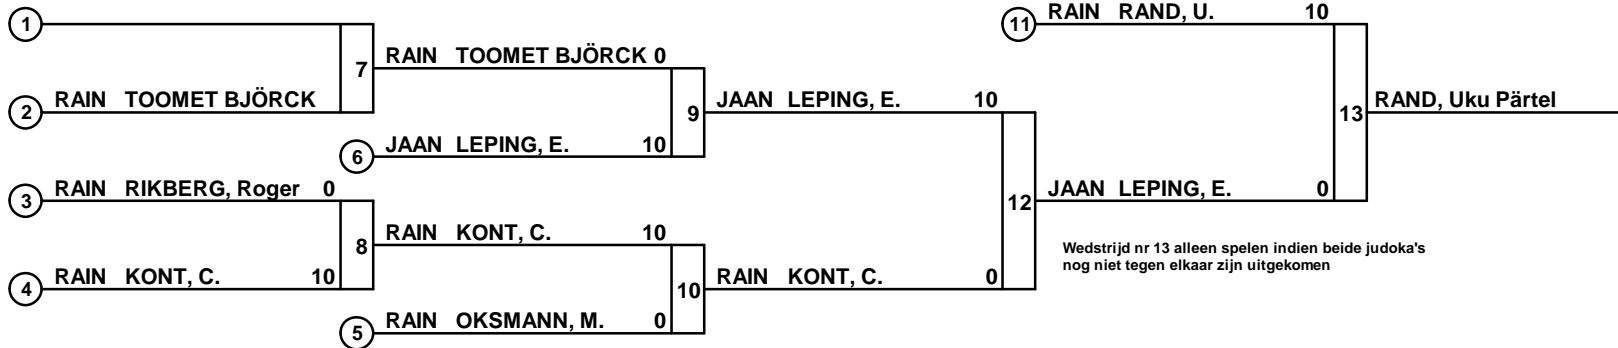 1
11 RAIN RAND, U. 10
7 RAIN TOOMET BJÖRCK 0
2 RAIN TOOMET BJÖRCK
9 JAAN LEPING, E. 10
13 RAND, Uku Pärtel
6 JAAN LEPING, E. 10
3 RAIN RIKBERG, Roger 0
12 JAAN LEPING, E. 0
8 RAIN KONT, C. 10
Wedstrijd nr 13 alleen spelen indien beide judoka's
nog niet tegen elkaar zijn uitgekomen
4 RAIN KONT, C. 10
10 RAIN KONT, C. 0
5 RAIN OKSMANN, M. 0